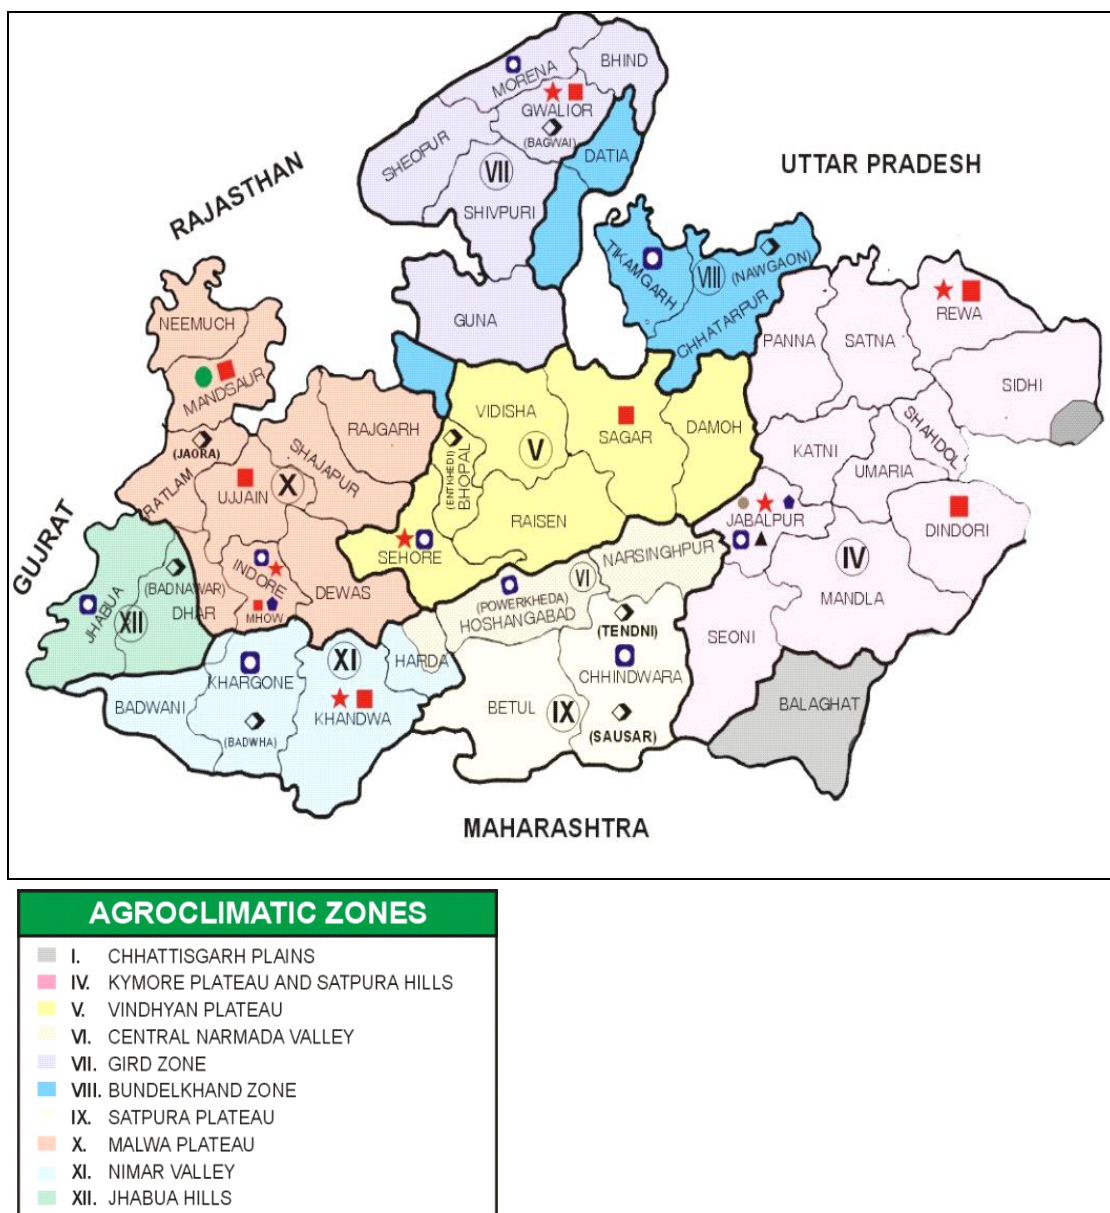 BHIND
MORENA
GWALIOR
(BAGWAI)
SHEOPUR
DATIA
UTTAR PRADESH
RAJASTHAN
VII
SHIVPURI
TIKAMGARH
VIII
(NAWGAON)
CHHATARPUR
NEEMUCH
GUNA
PANNA
SATNA
REWA
SIDHI
MANDSAUR
RAJGARH
VIDISHA
SAGAR
DAMOH
SHAHDOL
(JAORA)
SHAJAPUR
(ENTKHEDI)
BHOPAL
V
KATNI
UMARIA
RATLAM
UJJAIN
X
RAISEN
JABALPUR
DINDORI
GUJRAT
SEHORE
NARSINGHPUR
INDORE
VI
IV
JHABUA
(BADNAWAR)
DHAR
XII
MHOW
DEWAS
(POWERKHEDA)
HOSHANGABAD
MANDLA
(TENDNI)
SEONI
XI
HARDA
KHARGONE
CHHINDWARA
BADWANI
KHANDWA
BETUL
IX
BALAGHAT
(BADWHA)
(SAUSAR)
MAHARASHTRA
AGROCLIMATIC ZONES
I. CHHATTISGARH PLAINS
IV. KYMORE PLATEAU AND SATPURA HILLS
V. VINDHYAN PLATEAU
VI. CENTRAL NARMADA VALLEY
VII. GIRD ZONE
VIII. BUNDELKHAND ZONE
IX. SATPURA PLATEAU
X. MALWA PLATEAU
XI. NIMAR VALLEY
XII. JHABUA HILLS